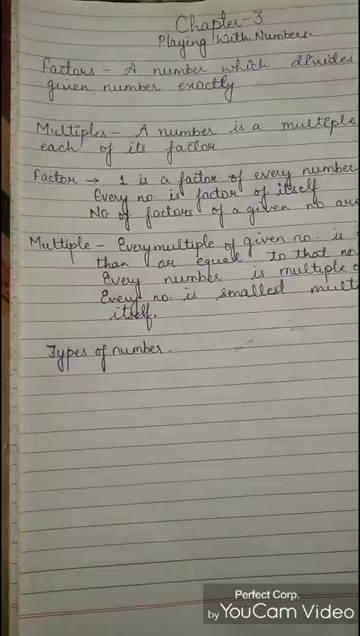 Chapter-3
Playing With Numbers.
Factors - A number which divides
given number exactly
Multiples - A number is a multiple
each of its factor
Factor → 1 is a factor of every number
Every no is factor of itself
No of factors of a given no are
Multiple - Every multiple of given no. is
than or equal to that no
Every number is multiple
Every no. is smallest mult
itself.
Types of number.
Perfect Corp.
by YouCam Video